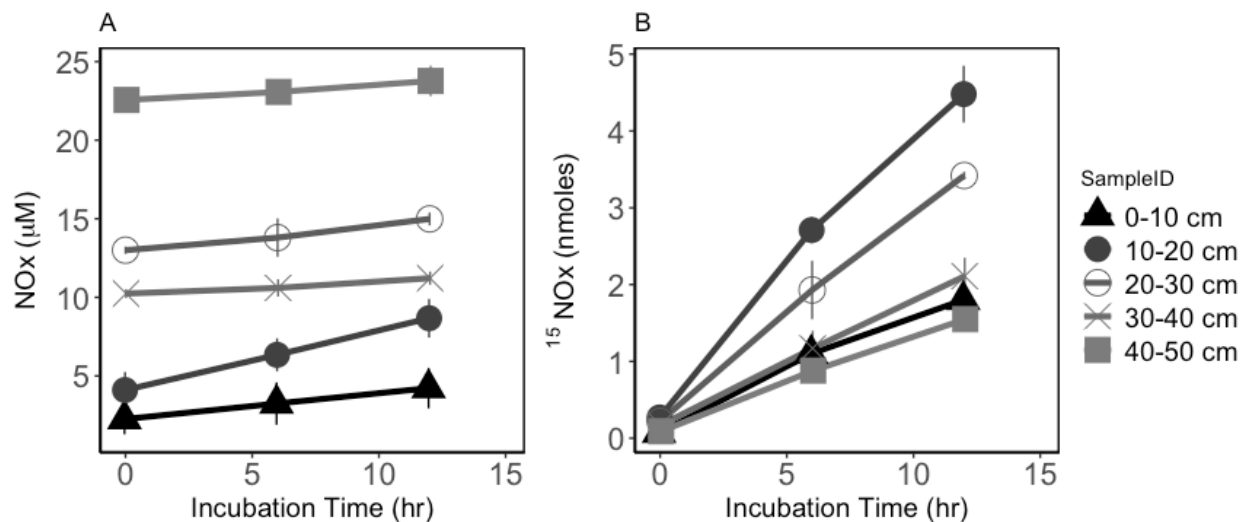 A
B
25
20
15
10
5
NOx (µM)
0 5 10 15
Incubation Time (hr)
5
4
3
2
1
0
¹⁵ NOx (nmoles)
0 5 10 15
Incubation Time (hr)
SampleID
0-10 cm
10-20 cm
20-30 cm
30-40 cm
40-50 cm